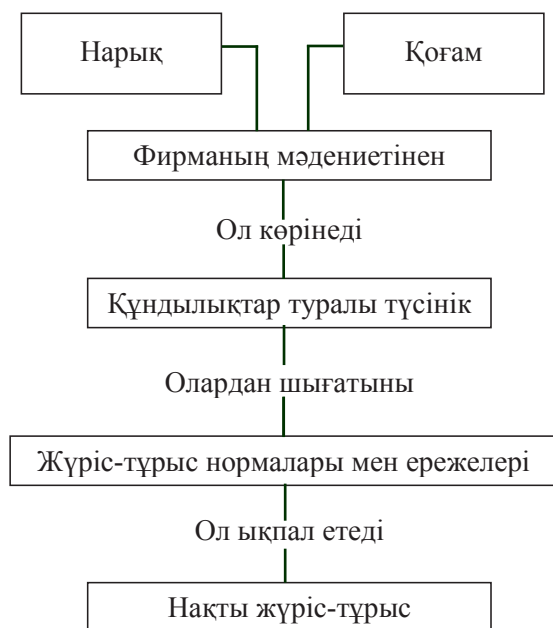 Нарық
Қоғам
Фирманың мәдениетінен
Ол көрінеді
Құндылықтар туралы түсінік
Олардан шығатыны
Жүріс-тұрыс нормалары мен ережелері
Ол ықпал етеді
Нақты жүріс-тұрыс